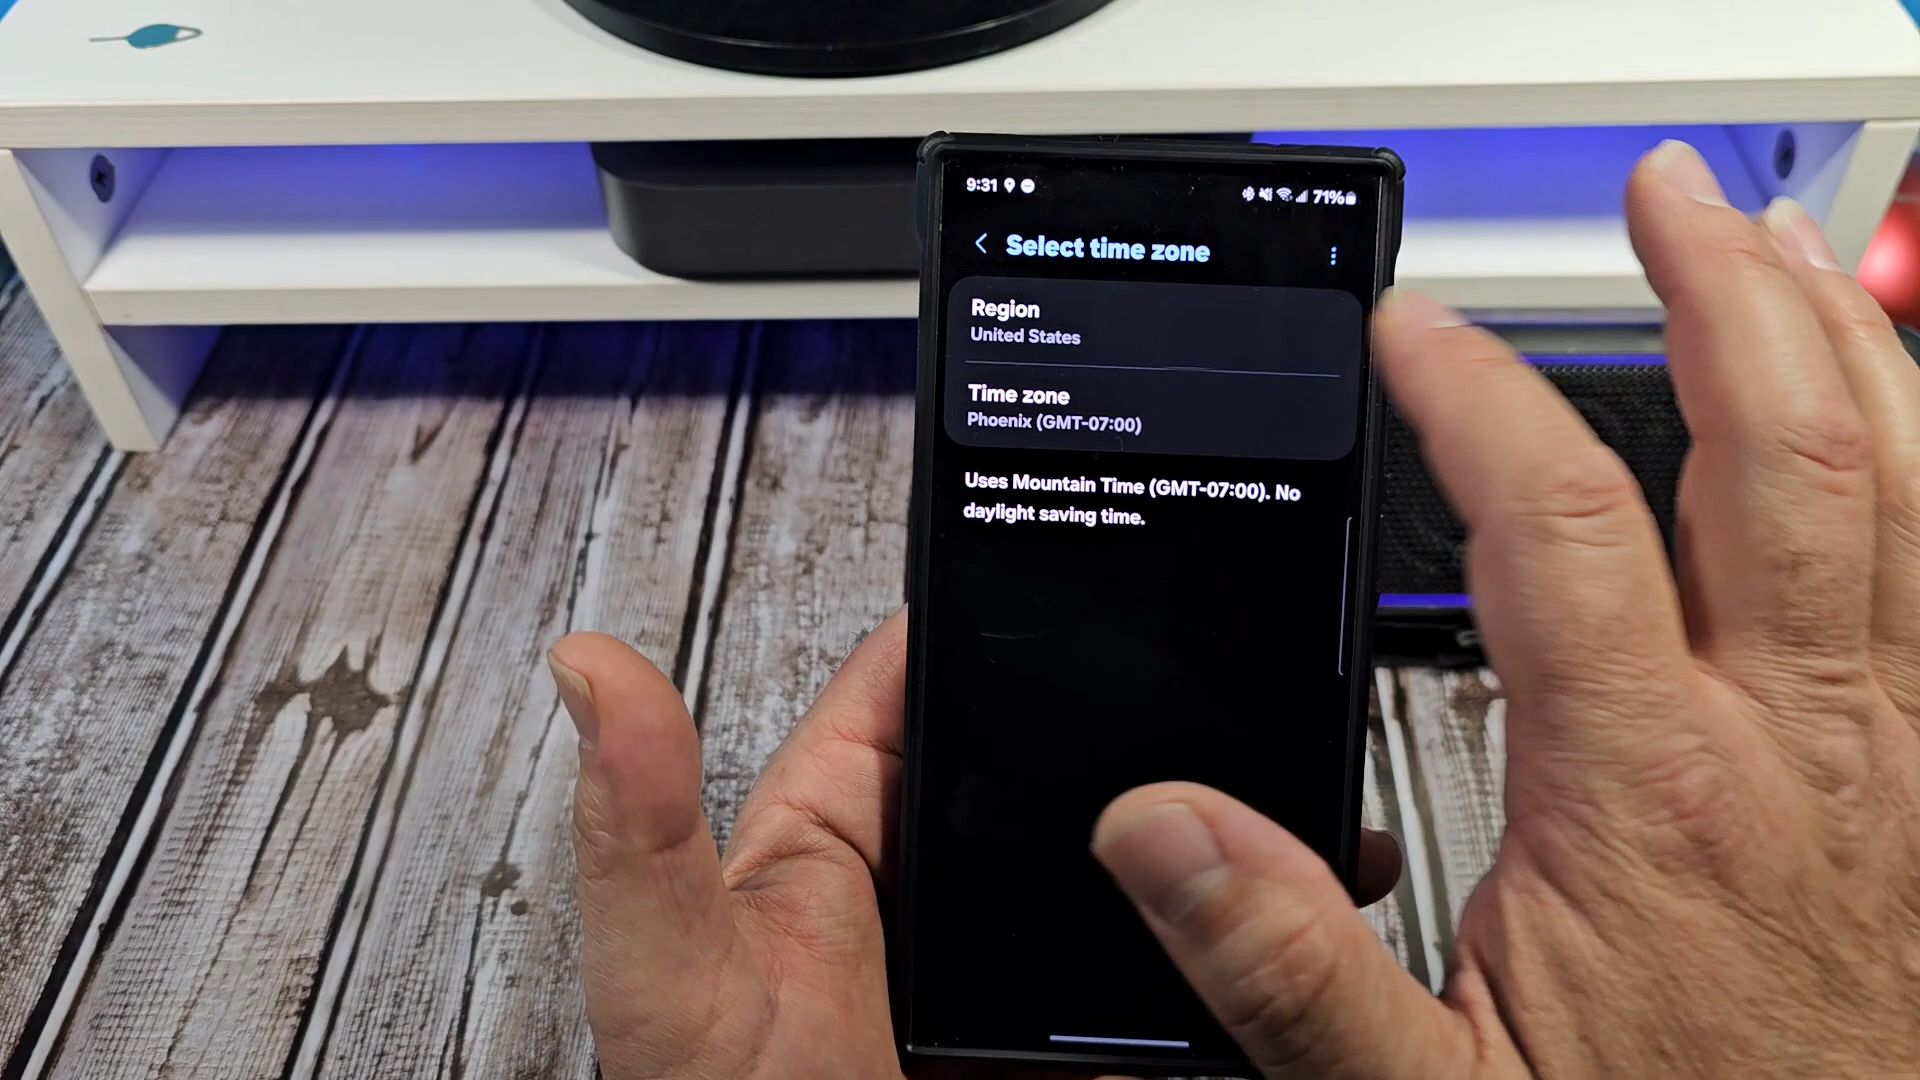 9:31
71%
Select time zone
Region
United States
Time zone
Phoenix (GMT-07:00)
Uses Mountain Time (GMT-07:00). No
daylight saving time.